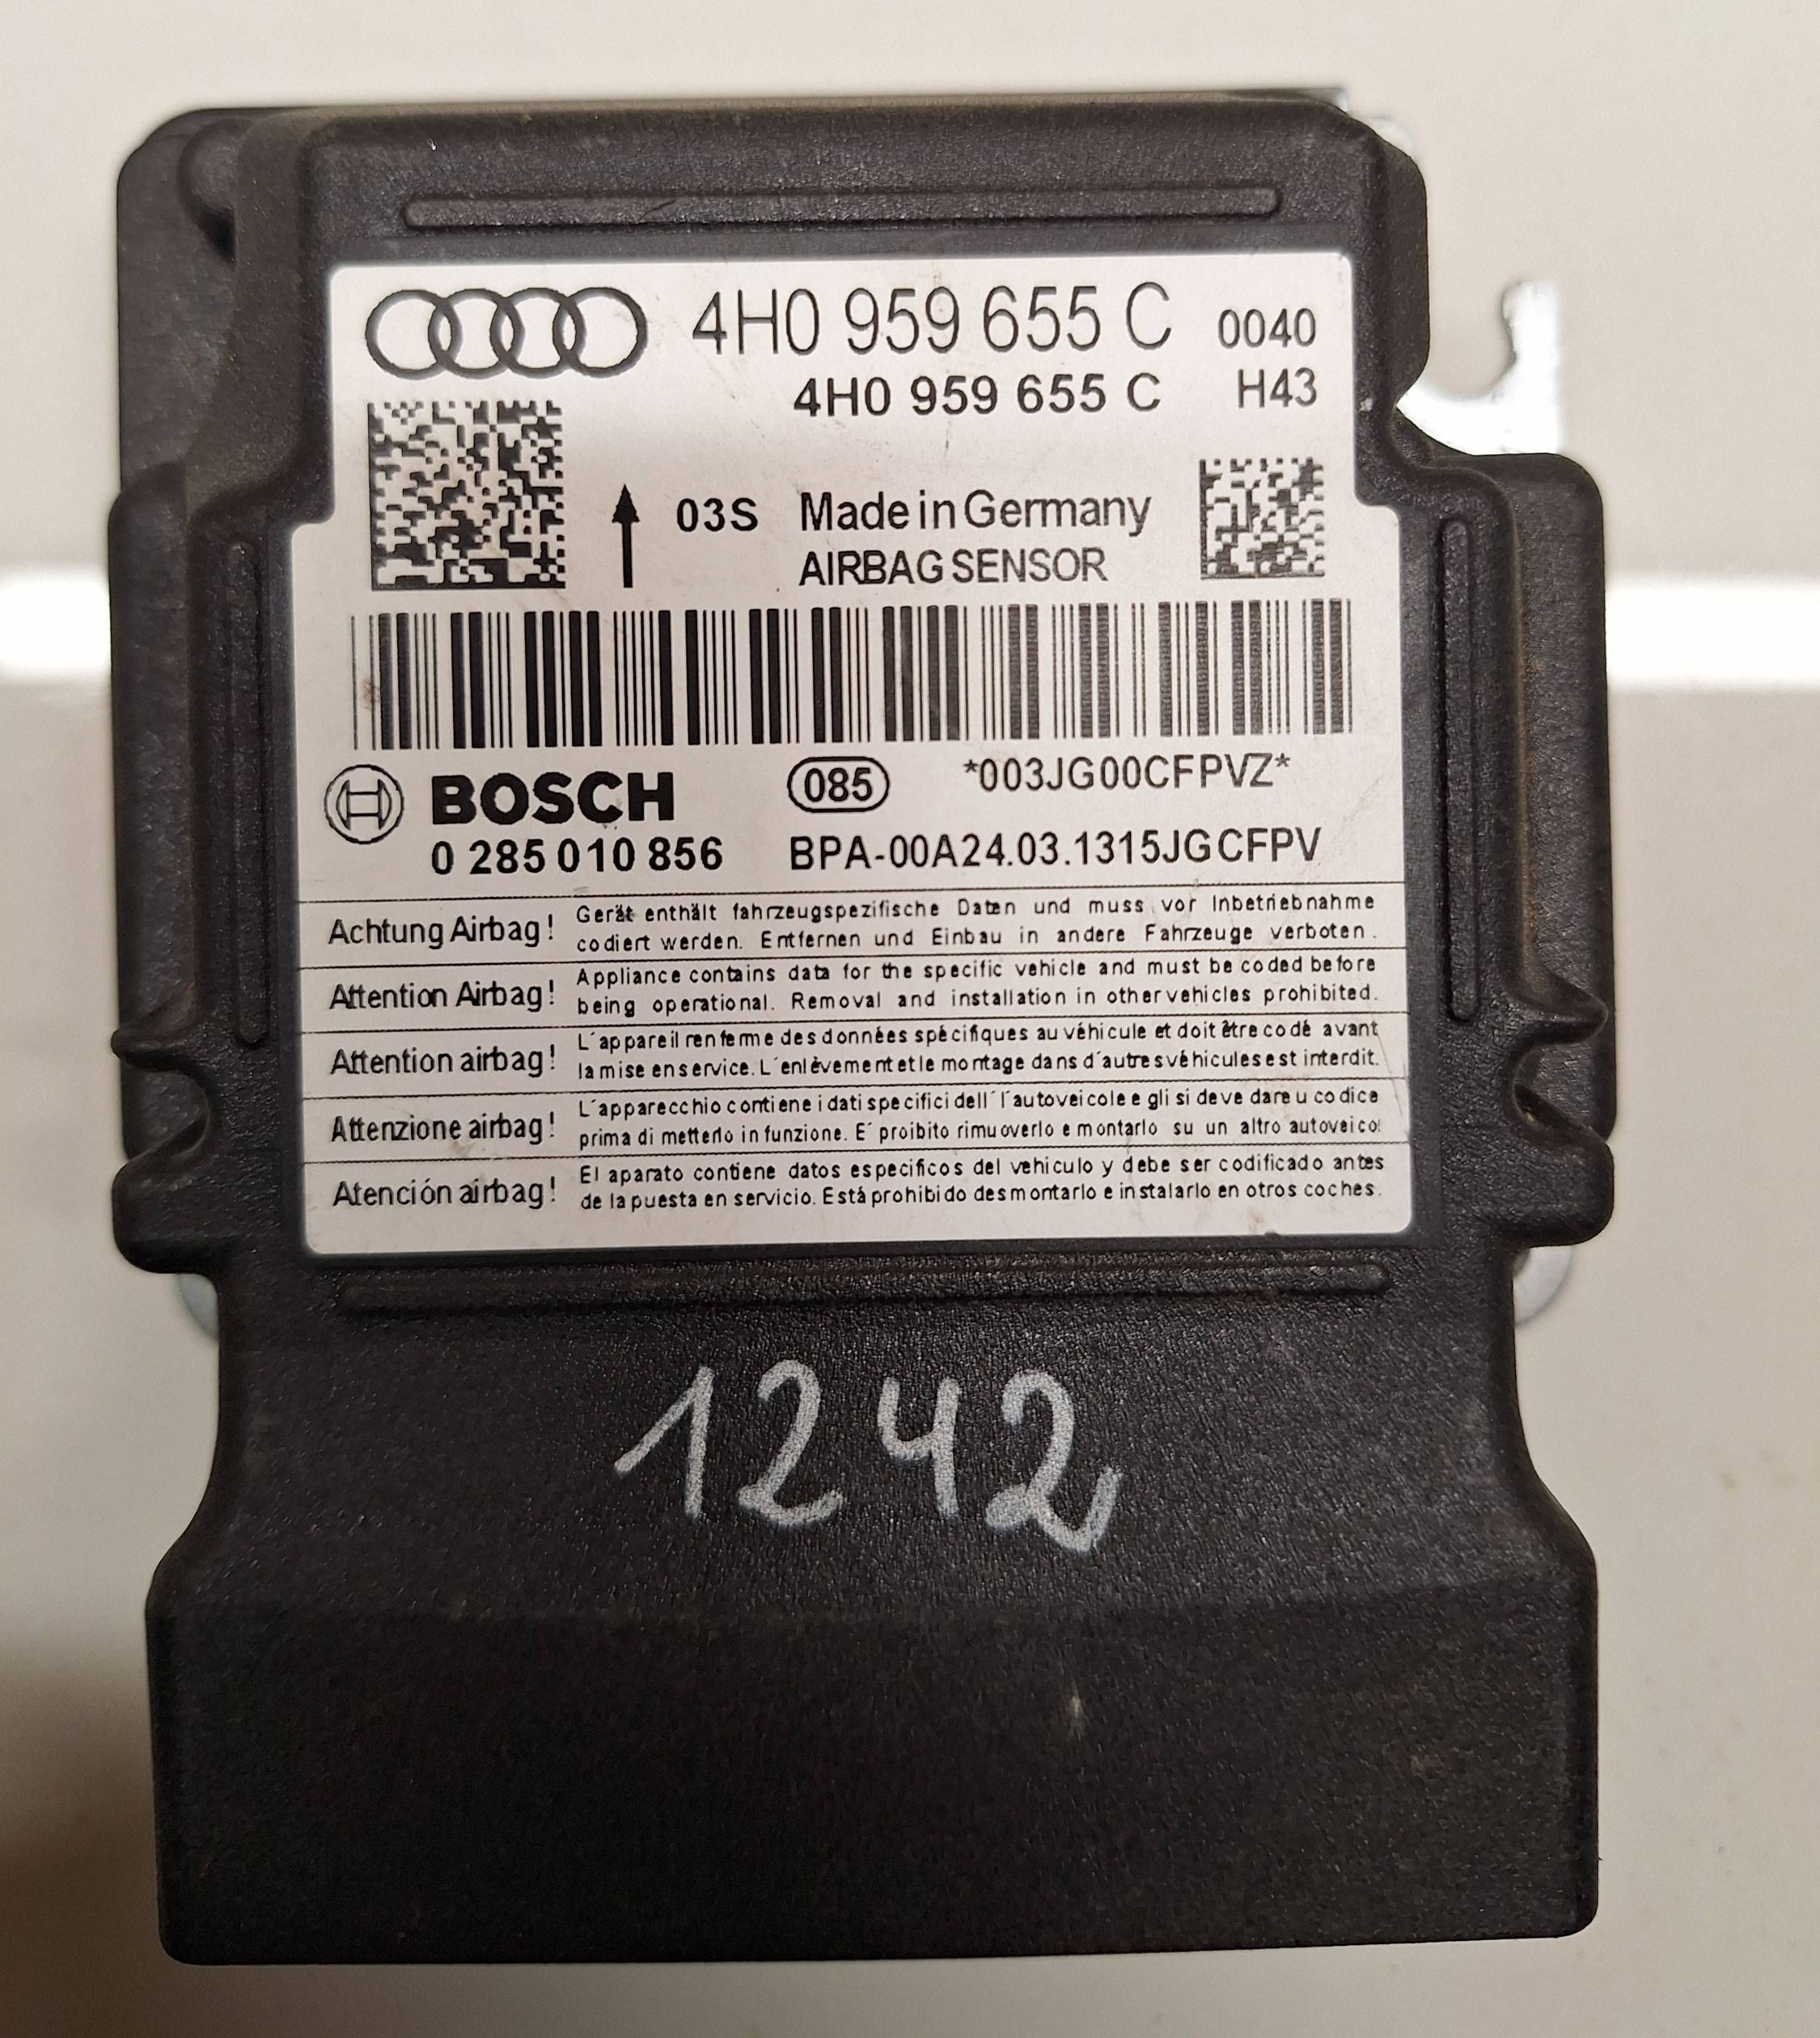 4H0 959 655 C 0040
4H0 959 655 C H43
03S Made in Germany
AIRBAG SENSOR
BOSCH 085 *003JG00CFPVZ*
0 285 010 856 BPA-00A24.03.1315JGCFPV
Achtung Airbag! Gerät enthält fahrzeugspezifische Daten und muss vor Inbetriebnahme
codiert werden. Entfernen und Einbau in andere Fahrzeuge verboten.
Attention Airbag! Appliance contains data for the specific vehicle and must be coded before
being operational. Removal and installation in other vehicles prohibited.
Attention airbag! L´appareil renferme des données spécifiques au véhicule et doit être codé avant
la mise en service. L´enlèvement et le montage dans d´autres véhicules est interdit.
Attenzione airbag! L´apparecchio contiene i dati specifici dell´l´autoveicole e gli si deve dare u codice
prima di metterlo in funzione. E´ proibito rimuoverlo e montarlo su un altro autoveicol
Atención airbag! El aparato contiene datos especificos del vehiculo y debe ser codificado antes
de la puesta en servicio. Está prohibido desmontarlo e instalarlo en otros coches.
1242